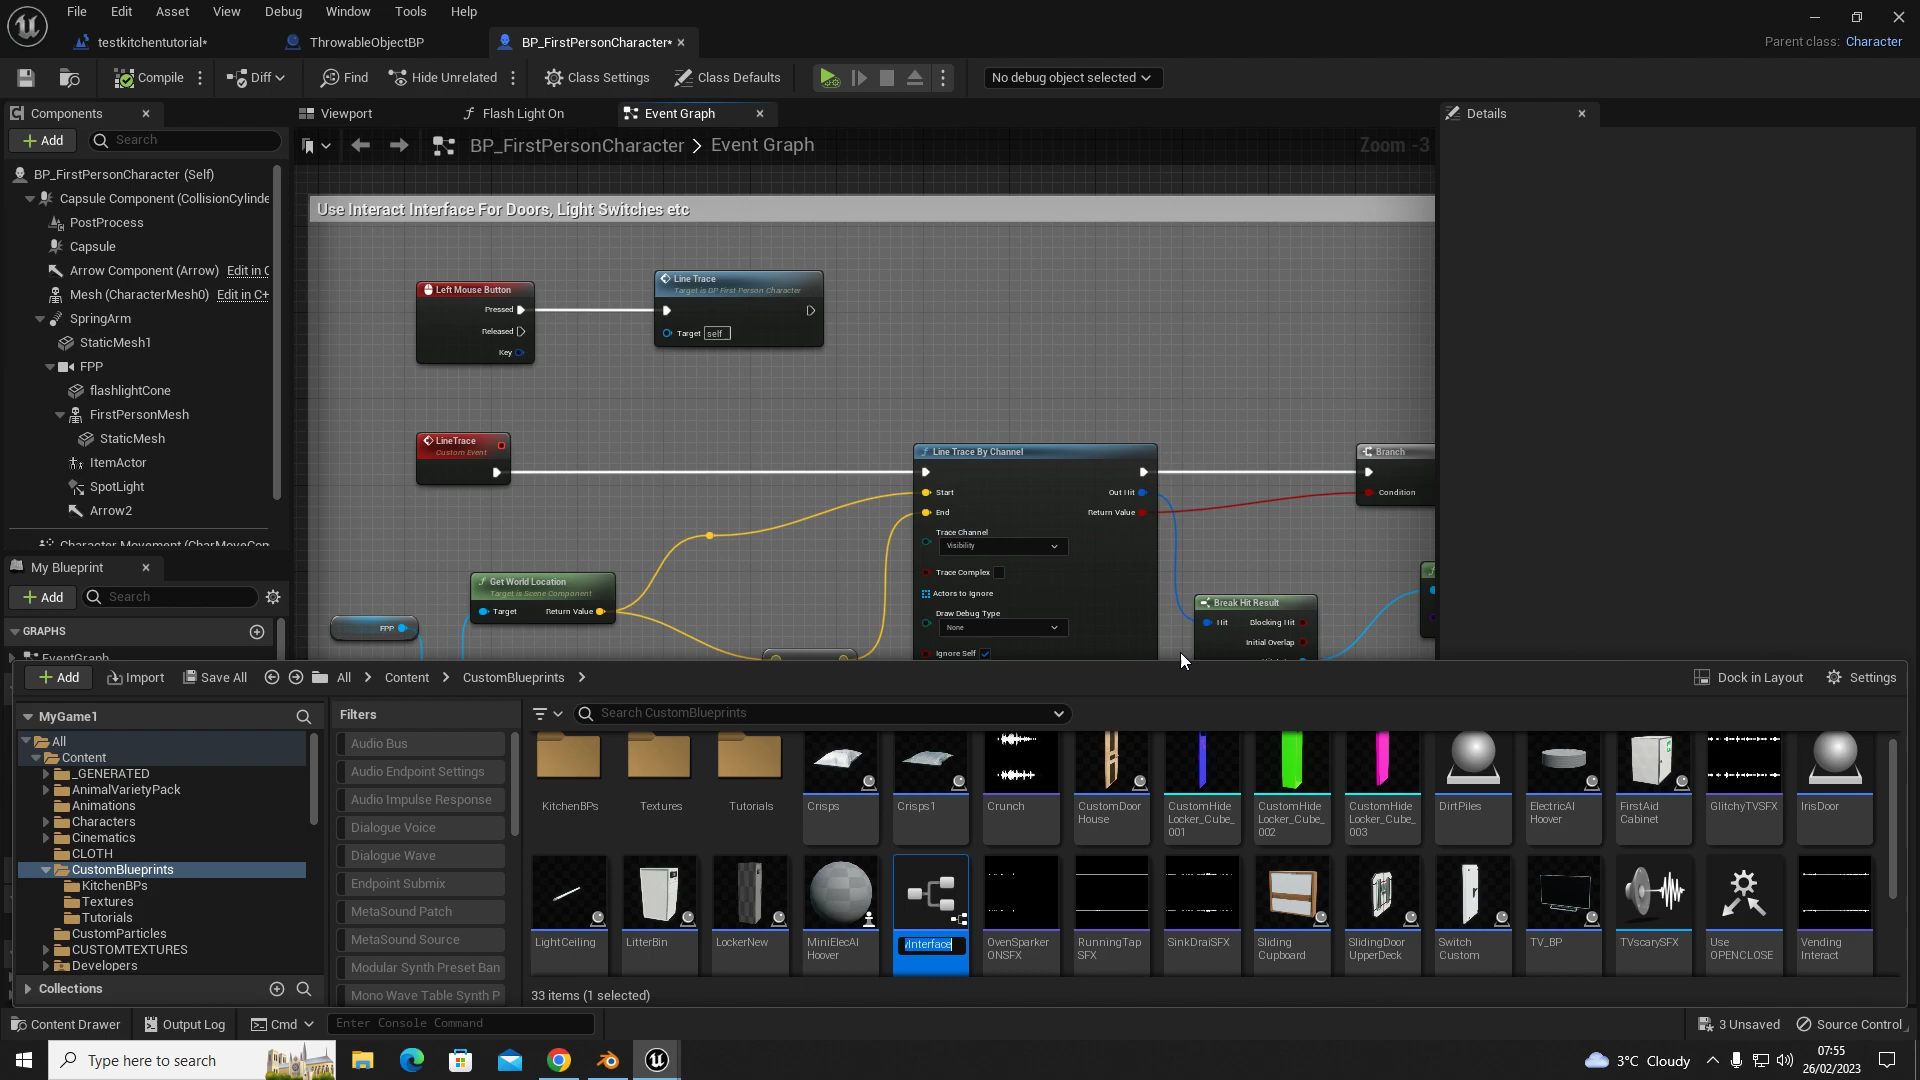 File Edit Asset View Debug Window Tools Help
testkitchentutorial*
ThrowableObjectBP
BP_FirstPersonCharacter*
Parent class: Character
Compile
Diff
Find
Hide Unrelated
Class Settings
Class Defaults
No debug object selected
Components
Viewport
Flash Light On
Event Graph
Details
Add
Search
BP_FirstPersonCharacter > Event Graph
Zoom -3
BP_FirstPersonCharacter (Self)
Capsule Component (CollisionCylinde
PostProcess
Capsule
Arrow Component (Arrow) Edit in C
Mesh (CharacterMesh0) Edit in C+
SpringArm
StaticMesh1
FPP
flashlightCone
FirstPersonMesh
StaticMesh
ItemActor
SpotLight
Arrow2
Character Movement (CharMoveCom
My Blueprint
Add
Search
GRAPHS
EventGraph
Use Interact Interface For Doors, Light Switches etc
Left Mouse Button
Pressed
Released
Key
Line Trace
Target is BP First Person Character
Target self
LineTrace
Custom Event
Line Trace By Channel
Start
Out Hit
End
Return Value
Trace Channel
Visibility
Trace Complex
Actors to Ignore
Draw Debug Type
None
Ignore Self
Branch
Condition
Get World Location
Target is Scene Component
Target
Return Value
FPP
Break Hit Result
Hit
Blocking Hit
Initial Overlap
Add
Import
Save All
All > Content > CustomBlueprints >
Dock in Layout
Settings
MyGame1
Filters
Search CustomBlueprints
All
Content
_GENERATED
AnimalVarietyPack
Animations
Characters
Cinematics
CLOTH
CustomBlueprints
KitchenBPs
Textures
Tutorials
CustomParticles
CUSTOMTEXTURES
Developers
Collections
Audio Bus
Audio Endpoint Settings
Audio Impulse Response
Dialogue Voice
Dialogue Wave
Endpoint Submix
MetaSound Patch
MetaSound Source
Modular Synth Preset Ban
Mono Wave Table Synth P
KitchenBPs
Textures
Tutorials
Crisps
Crisps1
Crunch
CustomDoor
House
CustomHide
Locker_Cube_
001
CustomHide
Locker_Cube_
002
CustomHide
Locker_Cube_
003
DirtPiles
ElectricAI
Hoover
FirstAid
Cabinet
GlitchyTVSFX
IrisDoor
LightCeiling
LitterBin
LockerNew
MiniElecAI
Hoover
Interface
OvenSparker
ONSFX
RunningTap
SFX
SinkDraiSFX
Sliding
Cupboard
SlidingDoor
UpperDeck
Switch
Custom
TV_BP
TVscarySFX
Use
OPENCLOSE
Vending
Interact
33 items (1 selected)
Content Drawer
Output Log
Cmd
Enter Console Command
3 Unsaved
Source Control
Type here to search
3°C Cloudy
07:55
26/02/2023